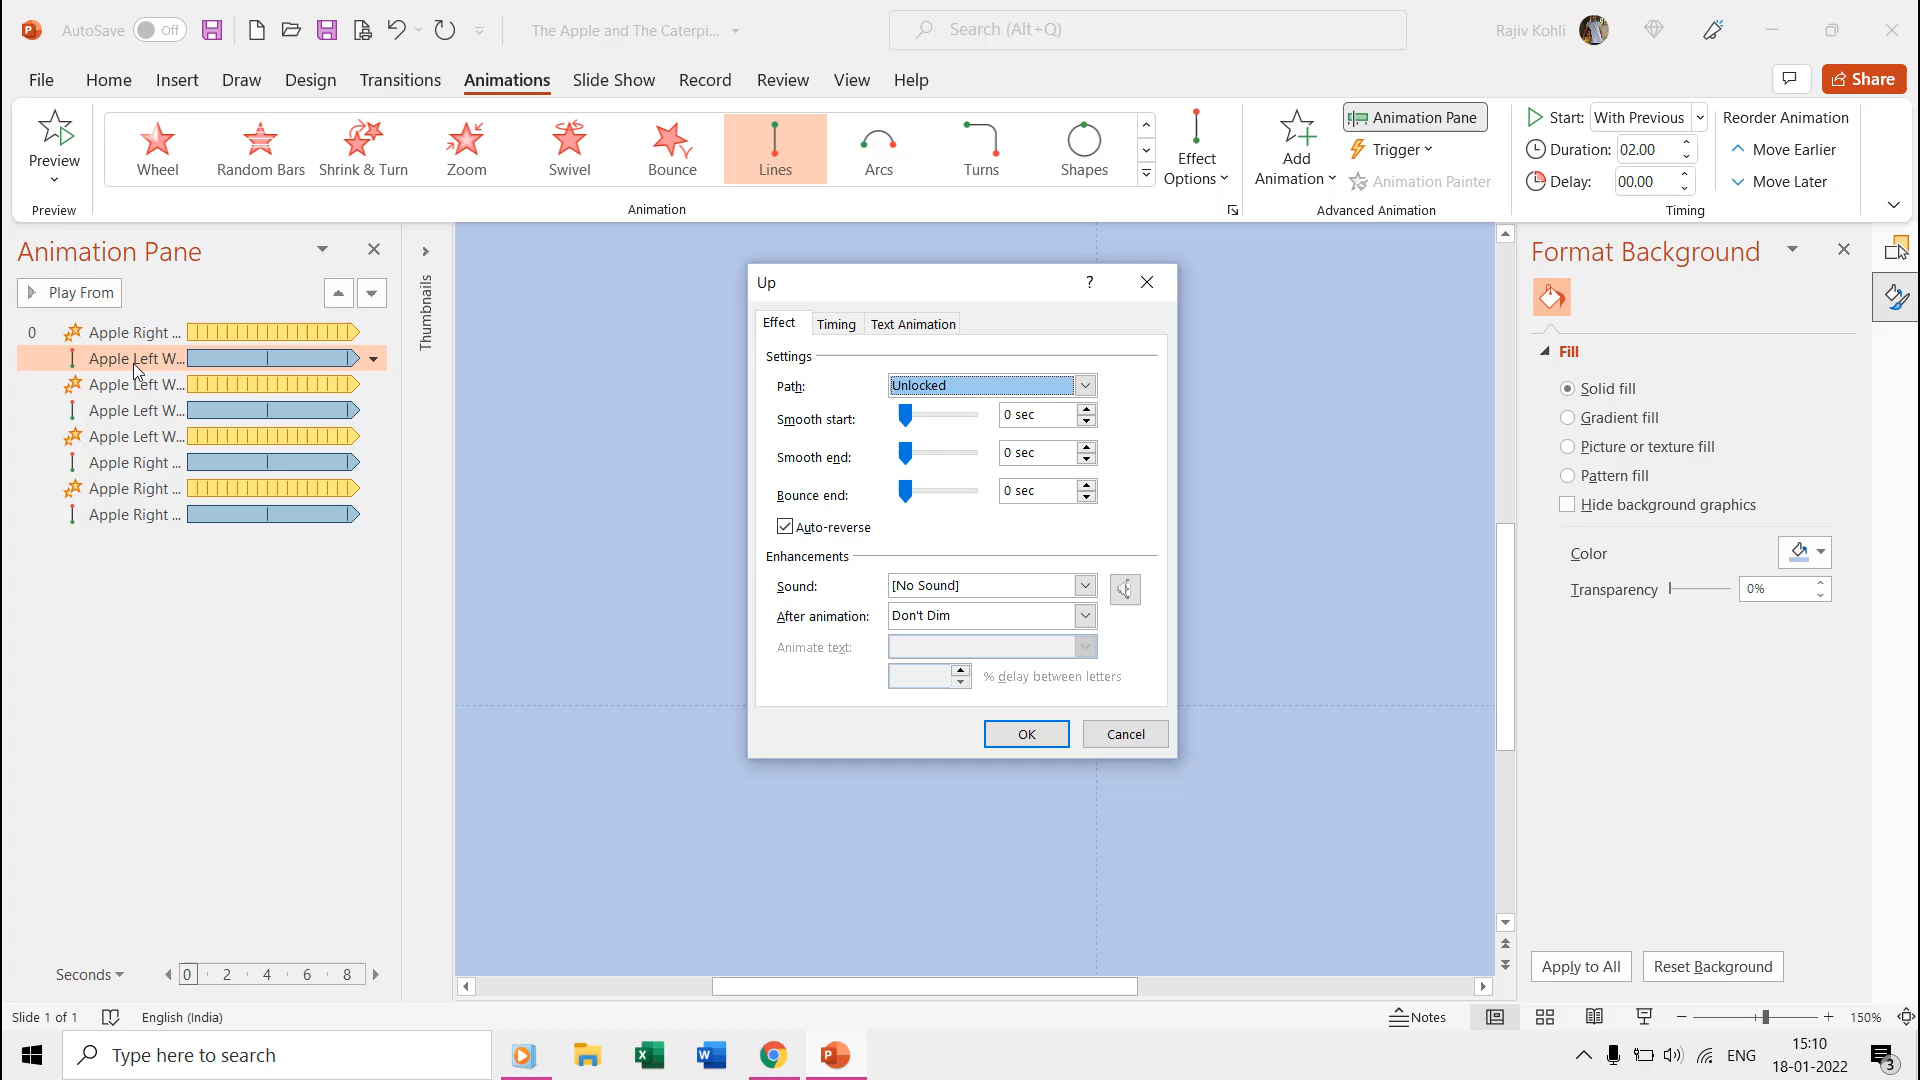 AutoSave Off The Apple and The Caterpi... Search (Alt+Q) Rajiv Kohli
File Home Insert Draw Design Transitions Animations Slide Show Record Review View Help Share
Preview
Preview
Wheel Random Bars Shrink & Turn Zoom Swivel Bounce Lines Arcs Turns Shapes
Animation
Effect
Options
Add
Animation
Animation Pane
Trigger
Animation Painter
Advanced Animation
Start: With Previous
Duration: 02.00
Delay: 00.00
Timing
Reorder Animation
Move Earlier
Move Later
Animation Pane
Play From
0 Apple Right ...
Apple Left W...
Apple Left W...
Apple Left W...
Apple Left W...
Apple Right ...
Apple Right ...
Apple Right ...
Seconds 0 2 4 6 8
Thumbnails
Up ?
Effect Timing Text Animation
Settings
Path: Unlocked
Smooth start: 0 sec
Smooth end: 0 sec
Bounce end: 0 sec
Auto-reverse
Enhancements
Sound: [No Sound]
After animation: Don't Dim
Animate text:
% delay between letters
OK Cancel
Format Background
Fill
Solid fill
Gradient fill
Picture or texture fill
Pattern fill
Hide background graphics
Color
Transparency 0%
Apply to All Reset Background
Slide 1 of 1 English (India) Notes 150%
Type here to search
ENG 15:10
18-01-2022
3